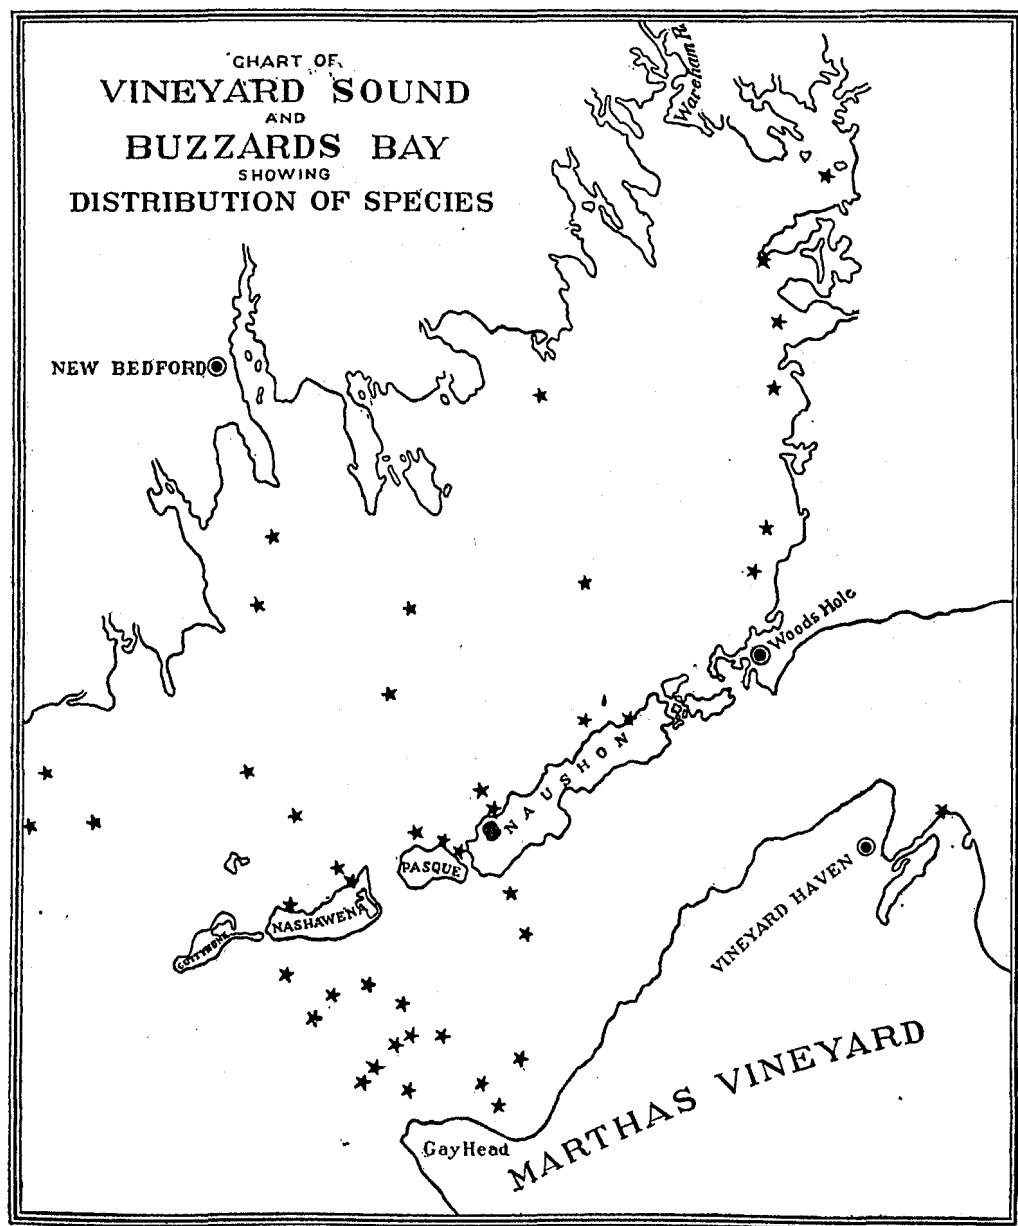 CHART OF
VINEYARD SOUND
AND
BUZZARDS BAY
SHOWING
DISTRIBUTION OF SPECIES
Wareham R.
NEW BEDFORD
Woods Hole
NAUSHON
PASQUE
NASHAWENA
CUTTYHUNK
VINEYARD HAVEN
MARTHAS VINEYARD
Gay Head